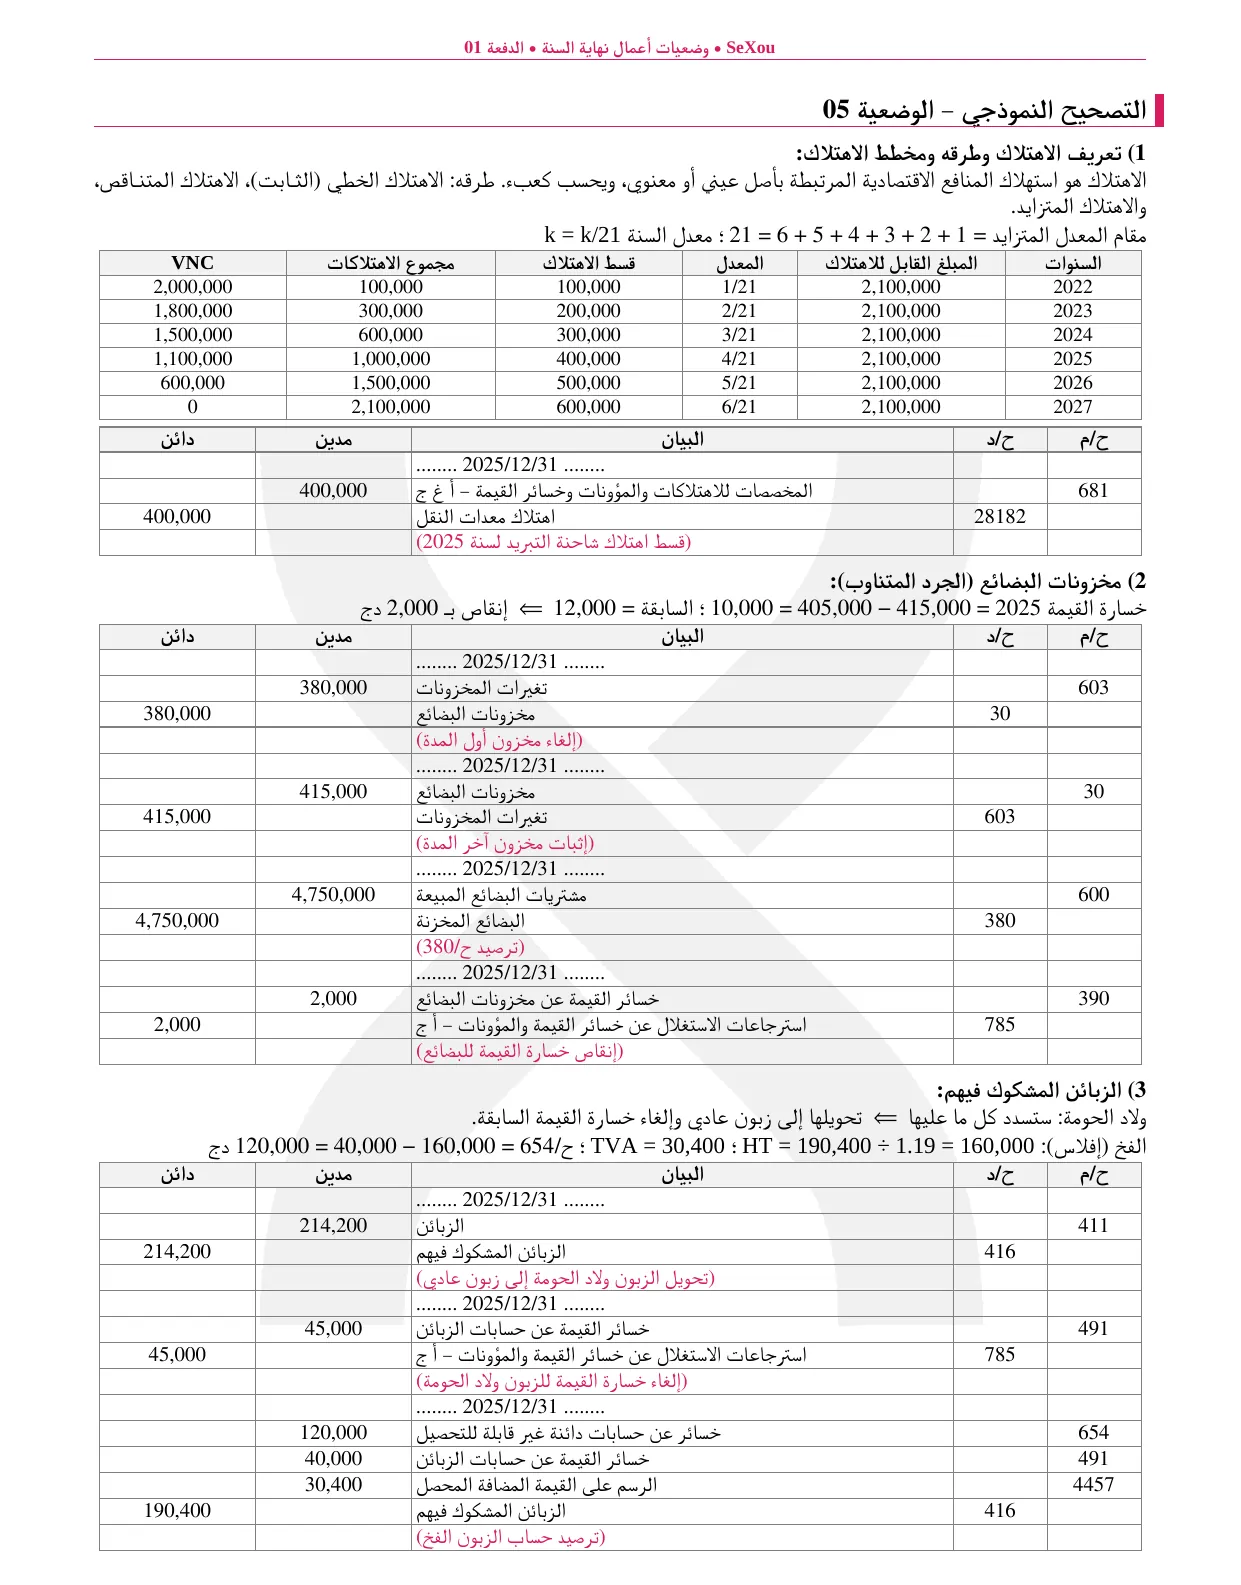 SeXou • وضعيات أعمال نهاية السنة • الدفعة 01
التصحيح النموذجي – الوضعية 05
1) تعريف الاهتلاك وطرقه ومخطط الاهتلاك:
الاهتلاك هو استهلاك المنافع الاقتصادية المرتبطة بأصل عيني أو معنوي، ويحسب كعبء. طرقه: الاهتلاك الخطي (الثابت)، الاهتلاك المتناقص،
والاهتلاك المتزايد.
مقام المعدل المتزايد = 1 + 2 + 3 + 4 + 5 + 6 = 21 ؛ معدل السنة k = k/21
السنوات المبلغ القابل للاهتلاك المعدل قسط الاهتلاك مجموع الاهتلاكات VNC
2022 2,100,000 1/21 100,000 100,000 2,000,000
2023 2,100,000 2/21 200,000 300,000 1,800,000
2024 2,100,000 3/21 300,000 600,000 1,500,000
2025 2,100,000 4/21 400,000 1,000,000 1,100,000
2026 2,100,000 5/21 500,000 1,500,000 600,000
2027 2,100,000 6/21 600,000 2,100,000 0
ح/م ح/د البيان مدين دائن
........ 2025/12/31 ........
681 المخصصات للاهتلاكات والمؤونات وخسائر القيمة – أ غ ج 400,000
28182 اهتلاك معدات النقل 400,000
(قسط اهتلاك شاحنة التبريد لسنة 2025)
2) مخزونات البضائع (الجرد المتناوب):
خسارة القيمة 2025 = 405,000 − 415,000 = 10,000 ؛ السابقة = 12,000 ⇐ إنقاص بـ 2,000 دج
ح/م ح/د البيان مدين دائن
........ 2025/12/31 ........
603 تغيرات المخزونات 380,000
30 مخزونات البضائع 380,000
(إلغاء مخزون أول المدة)
........ 2025/12/31 ........
30 مخزونات البضائع 415,000
603 تغيرات المخزونات 415,000
(إثبات مخزون آخر المدة)
........ 2025/12/31 ........
600 مشتريات البضائع المبيعة 4,750,000
380 البضائع المخزنة 4,750,000
(ترصيد ح/380)
........ 2025/12/31 ........
390 خسائر القيمة عن مخزونات البضائع 2,000
785 استرجاعات الاستغلال عن خسائر القيمة والمؤونات – أ ج 2,000
(إنقاص خسارة القيمة للبضائع)
3) الزبائن المشكوك فيهم:
ولاد الحومة: ستسدد كل ما عليها ⇐ تحويلها إلى زبون عادي وإلغاء خسارة القيمة السابقة.
الفخ (إفلاس): HT = 190,400 ÷ 1.19 = 160,000 ؛ TVA = 30,400 ؛ ح/654 = 160,000 − 40,000 = 120,000 دج
ح/م ح/د البيان مدين دائن
........ 2025/12/31 ........
411 الزبائن 214,200
416 الزبائن المشكوك فيهم 214,200
(تحويل الزبون ولاد الحومة إلى زبون عادي)
........ 2025/12/31 ........
491 خسائر القيمة عن حسابات الزبائن 45,000
785 استرجاعات الاستغلال عن خسائر القيمة والمؤونات – أ ج 45,000
(إلغاء خسارة القيمة للزبون ولاد الحومة)
........ 2025/12/31 ........
654 خسائر عن حسابات دائنة غير قابلة للتحصيل 120,000
491 خسائر القيمة عن حسابات الزبائن 40,000
4457 الرسم على القيمة المضافة المحصل 30,400
416 الزبائن المشكوك فيهم 190,400
(ترصيد حساب الزبون الفخ)